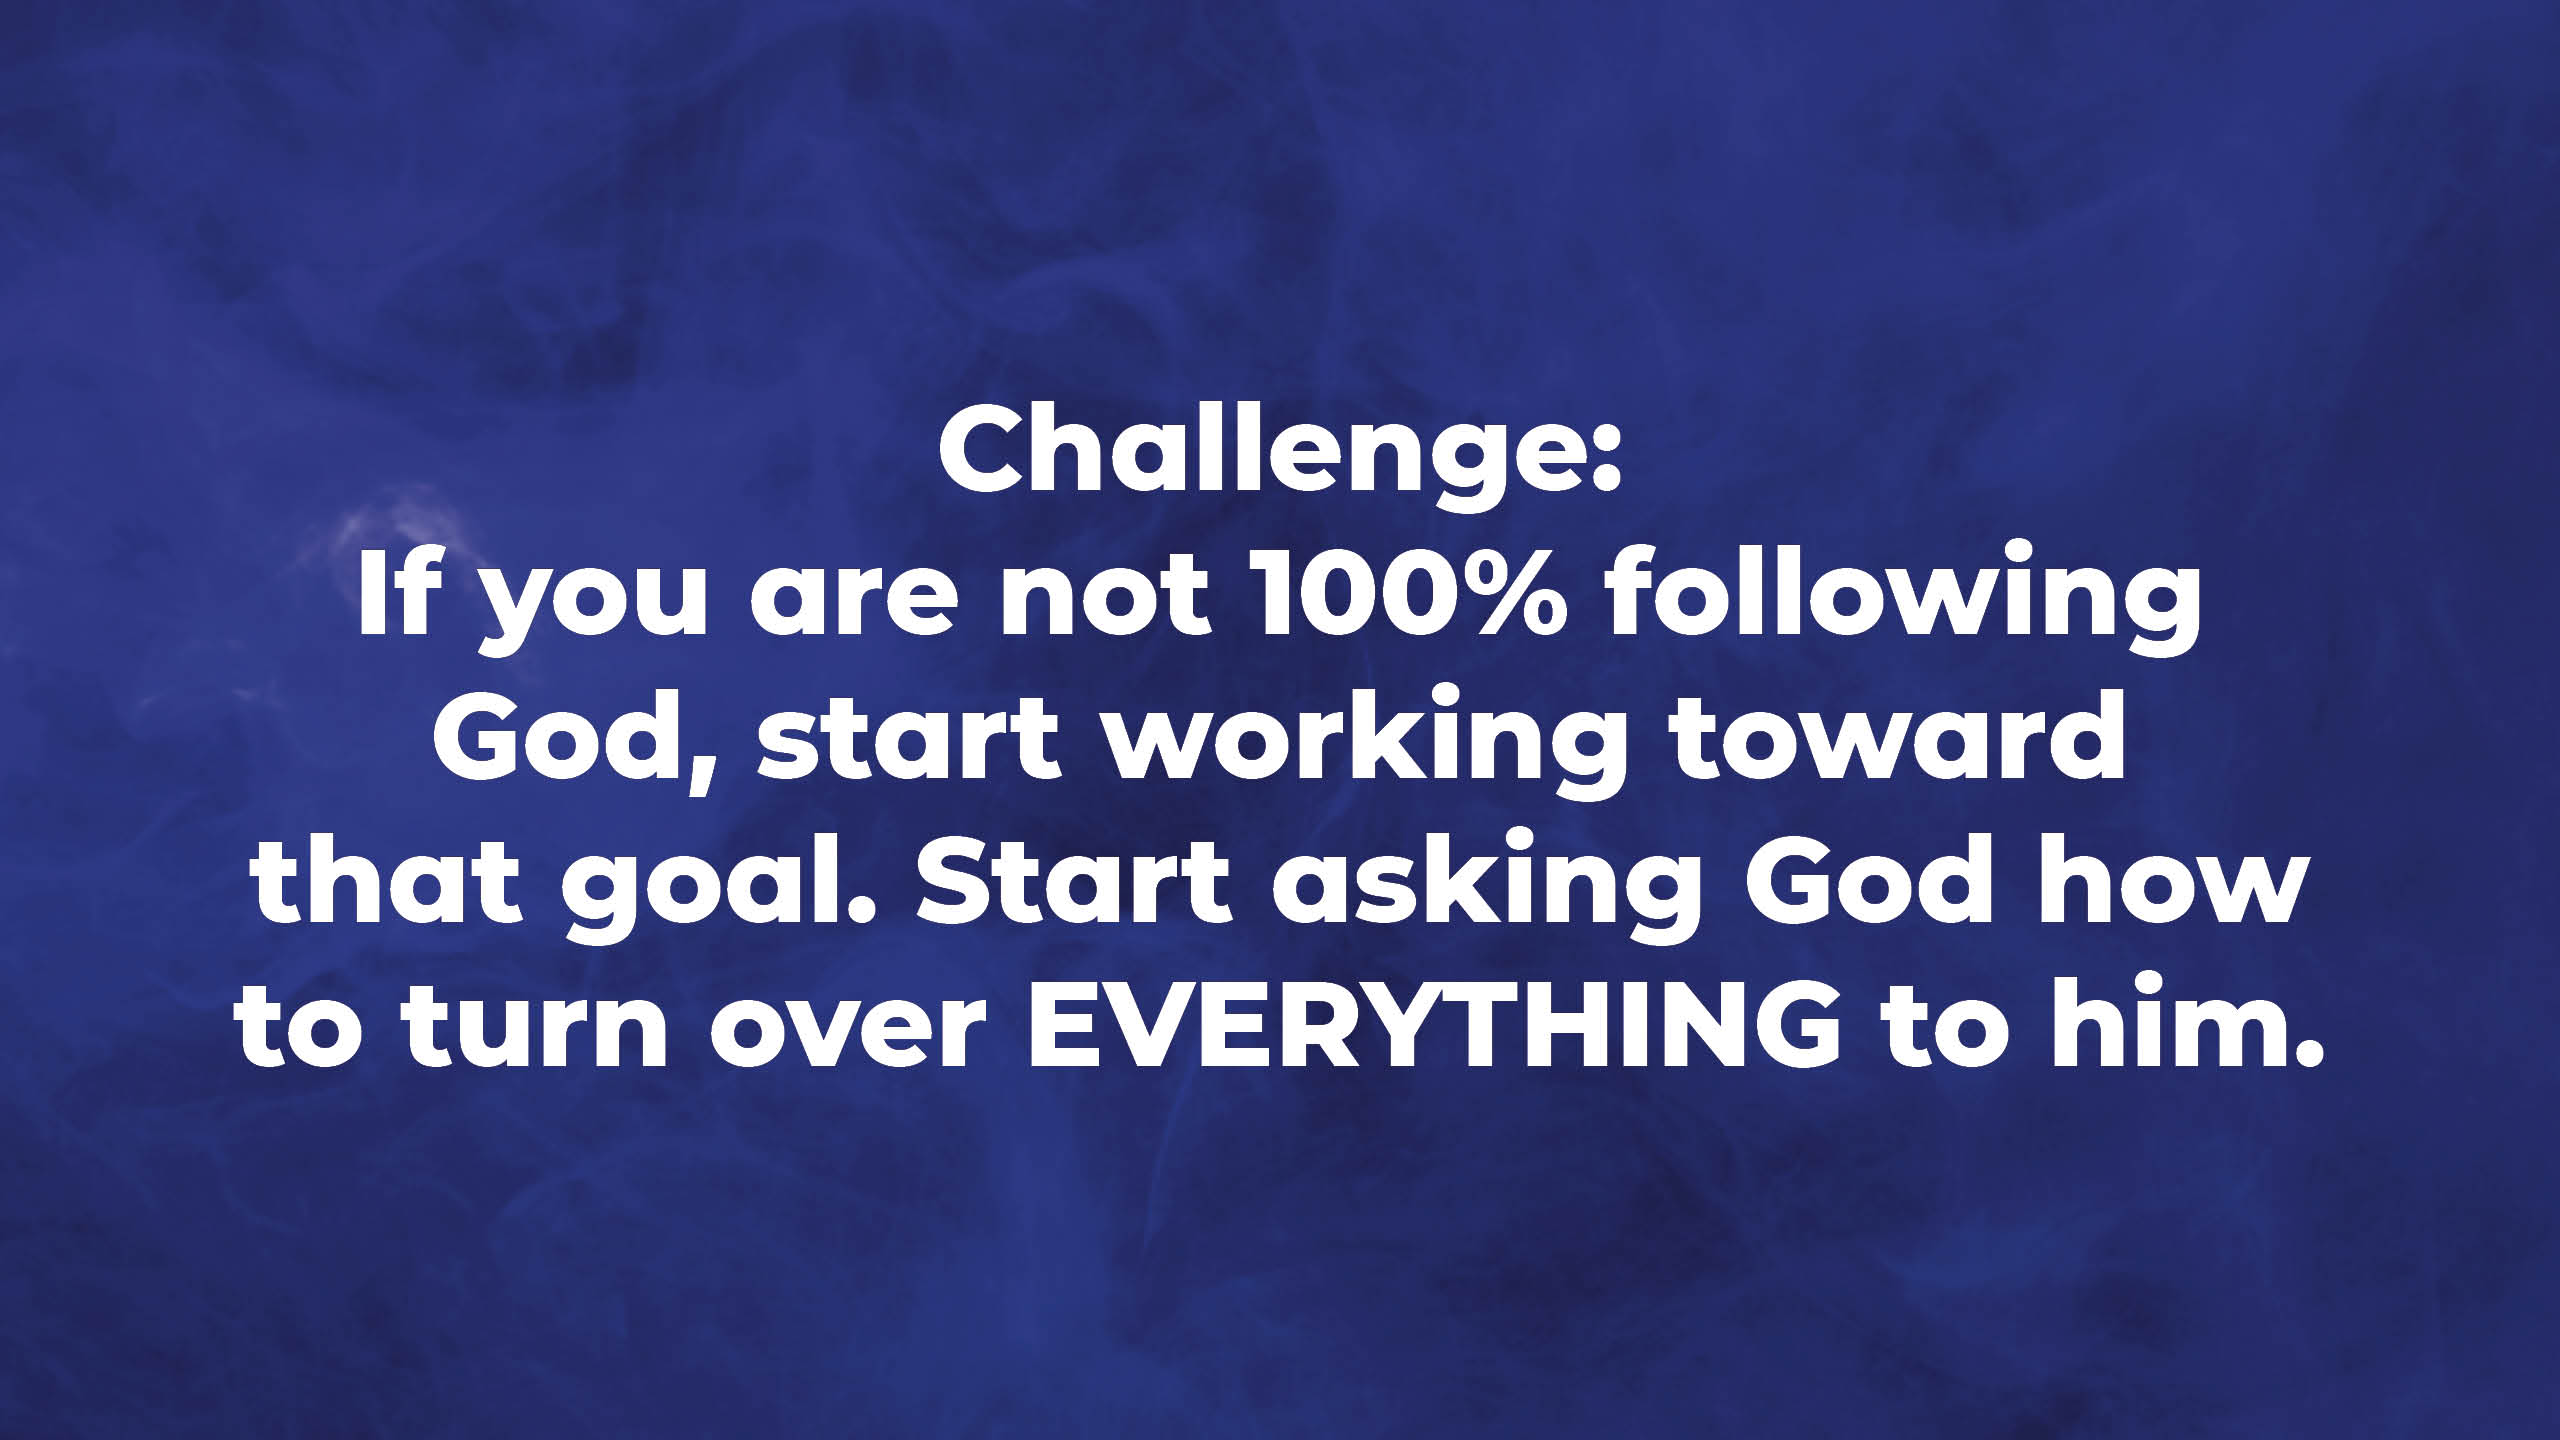 Challenge:
If you are not 100% following
God, start working toward
that goal. Start asking God how
to turn over EVERYTHING to him.